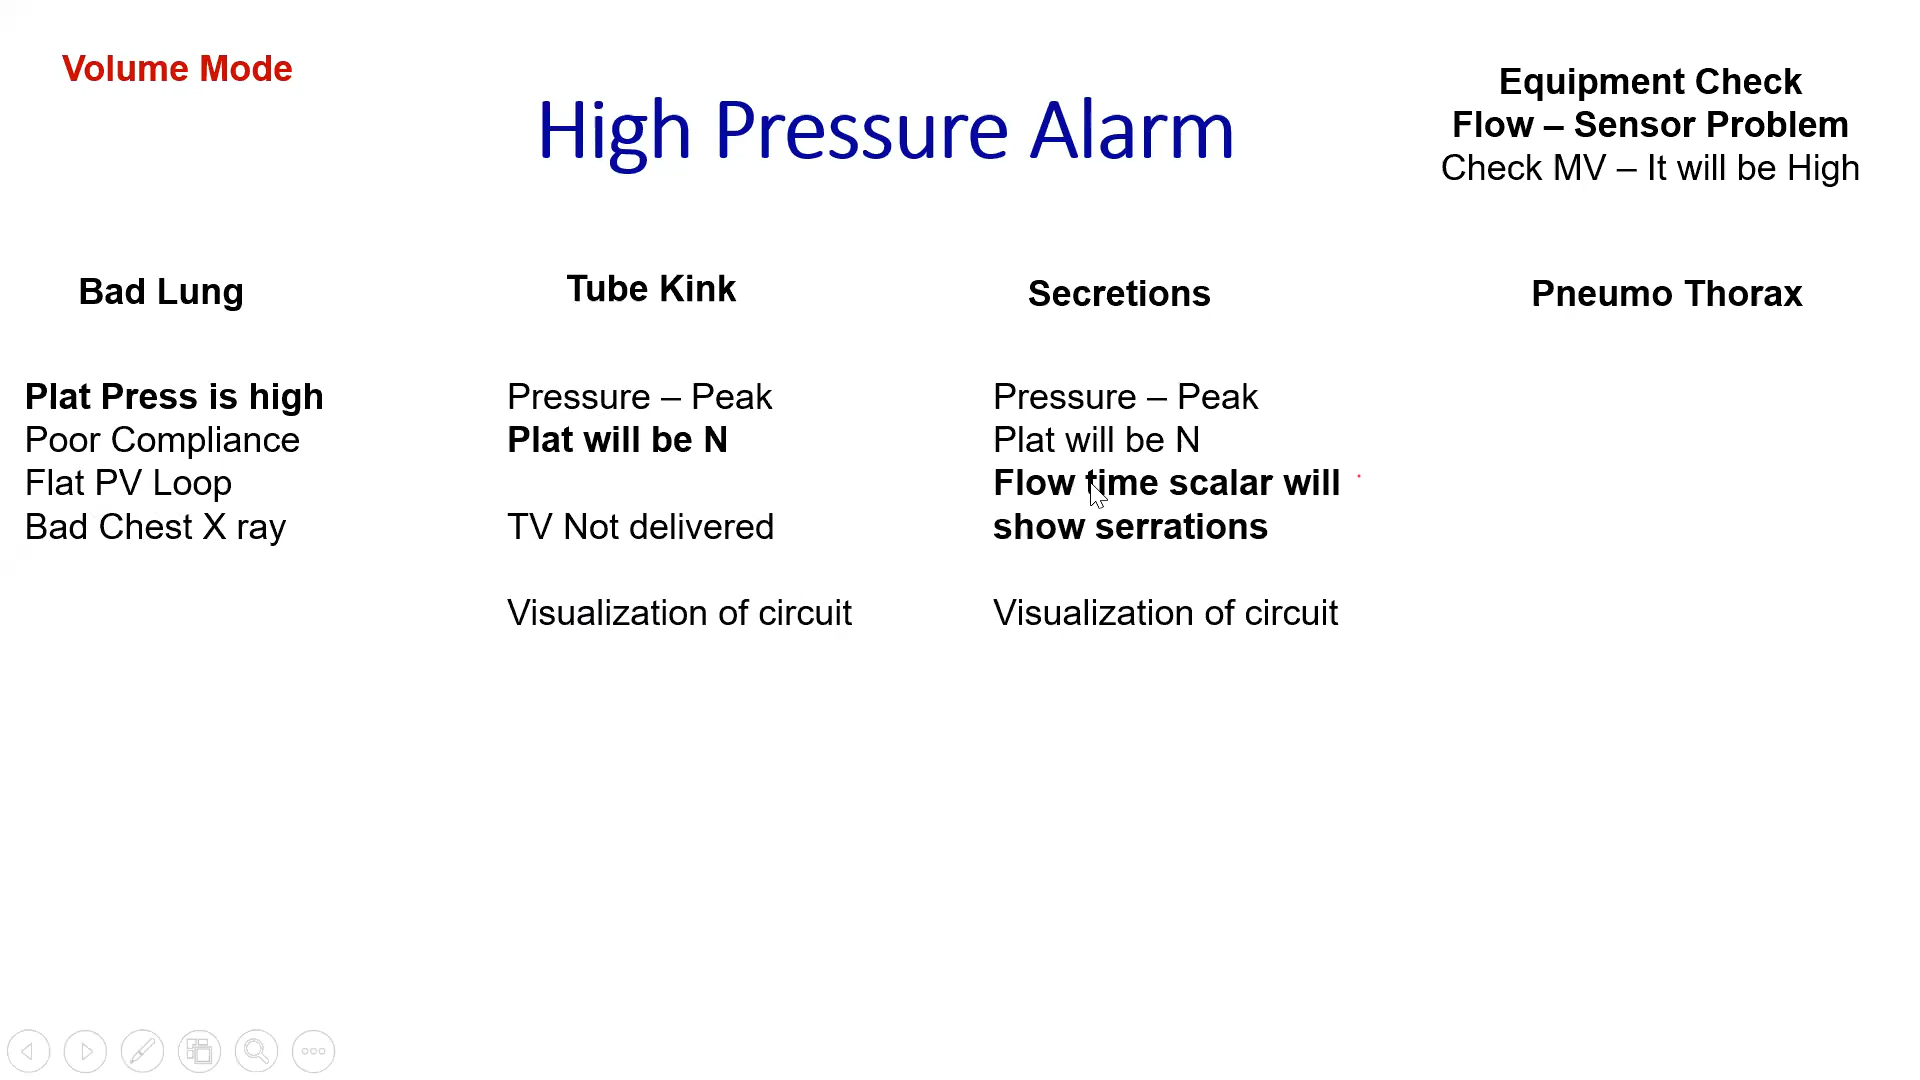 Volume Mode
High Pressure Alarm
Equipment Check
Flow – Sensor Problem
Check MV – It will be High
Bad Lung
Plat Press is high
Poor Compliance
Flat PV Loop
Bad Chest X ray
Tube Kink
Pressure – Peak
Plat will be N
TV Not delivered
Visualization of circuit
Secretions
Pressure – Peak
Plat will be N
Flow time scalar will
show serrations
Visualization of circuit
Pneumo Thorax